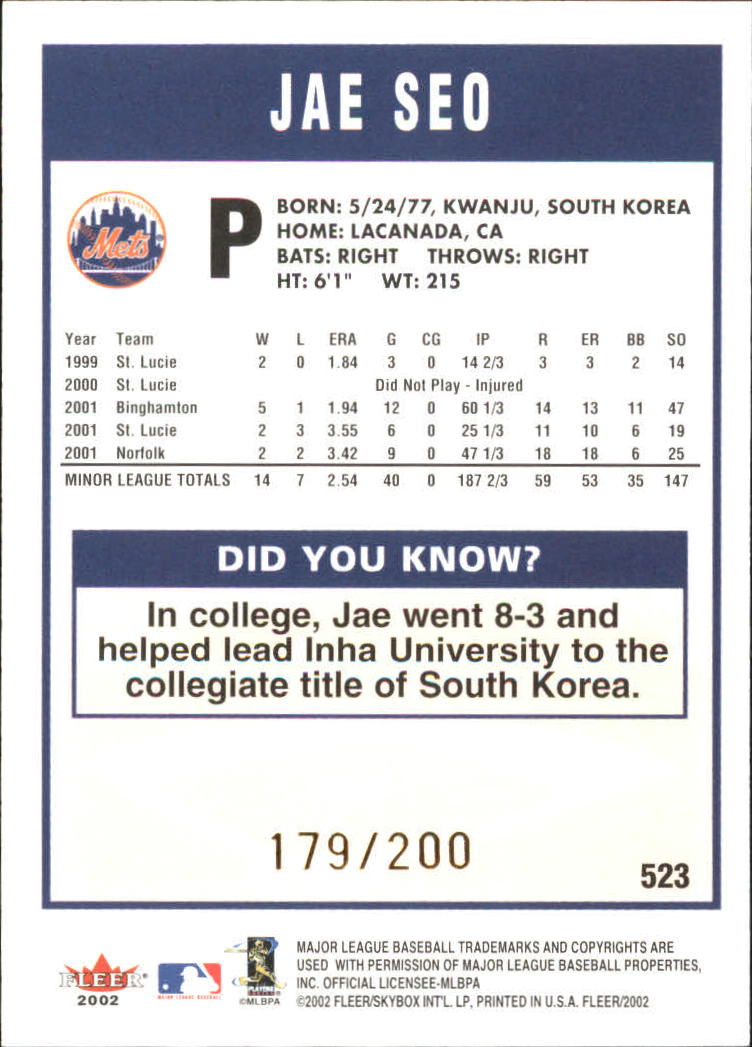 JAE SEO
Mets
P
BORN: 5/24/77, KWANJU, SOUTH KOREA
HOME: LACANADA, CA
BATS: RIGHT THROWS: RIGHT
HT: 6'1" WT: 215
Year Team W L ERA G CG IP R ER BB SO
1999 St. Lucie 2 0 1.84 3 0 14 2/3 3 3 2 14
2000 St. Lucie Did Not Play - Injured
2001 Binghamton 5 1 1.94 12 0 60 1/3 14 13 11 47
2001 St. Lucie 2 3 3.55 6 0 25 1/3 11 10 6 19
2001 Norfolk 2 2 3.42 9 0 47 1/3 18 18 6 25
MINOR LEAGUE TOTALS 14 7 2.54 40 0 187 2/3 59 53 35 147
DID YOU KNOW?
In college, Jae went 8-3 and
helped lead Inha University to the
collegiate title of South Korea.
179/200
523
FLEER®
2002
MAJOR LEAGUE BASEBALL
©MLBPA
MAJOR LEAGUE BASEBALL TRADEMARKS AND COPYRIGHTS ARE
USED WITH PERMISSION OF MAJOR LEAGUE BASEBALL PROPERTIES,
INC. OFFICIAL LICENSEE-MLBPA
©2002 FLEER/SKYBOX INT'L. LP, PRINTED IN U.S.A. FLEER/2002